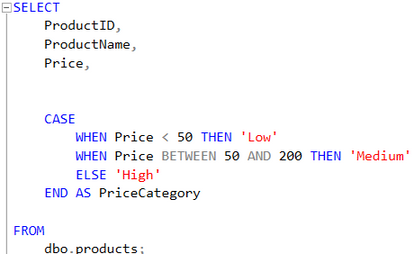 SELECT
ProductID,
ProductName,
Price,
CASE
WHEN Price < 50 THEN 'Low'
WHEN Price BETWEEN 50 AND 200 THEN 'Medium'
ELSE 'High'
END AS PriceCategory
FROM
dbo.products;